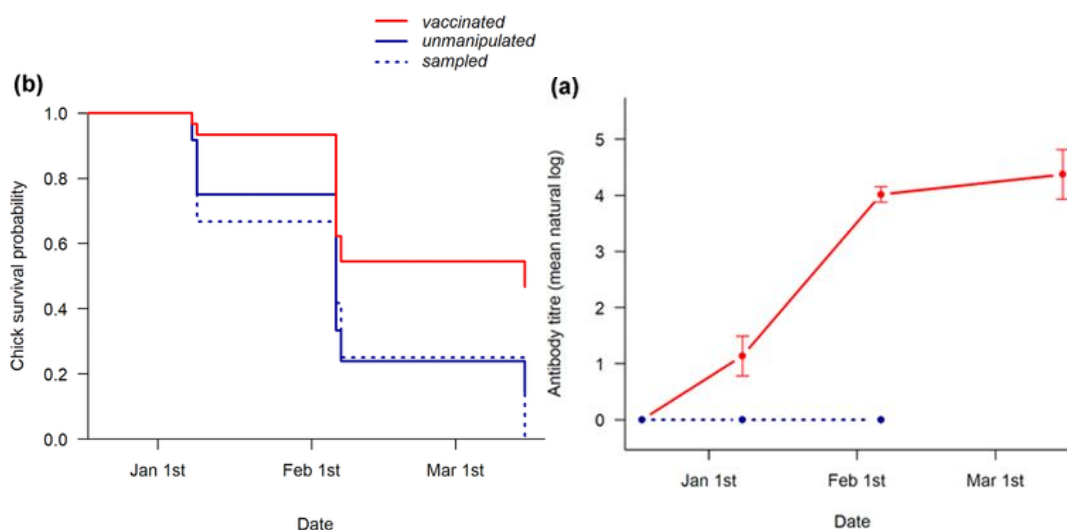 vaccinated
unmanipulated
sampled
(b)
1.0
0.8
0.6
0.4
0.2
0.0
Chick survival probability
Jan 1st
Feb 1st
Mar 1st
Date
(a)
5
4
3
2
1
0
Antibody titre (mean natural log)
Jan 1st
Feb 1st
Mar 1st
Date